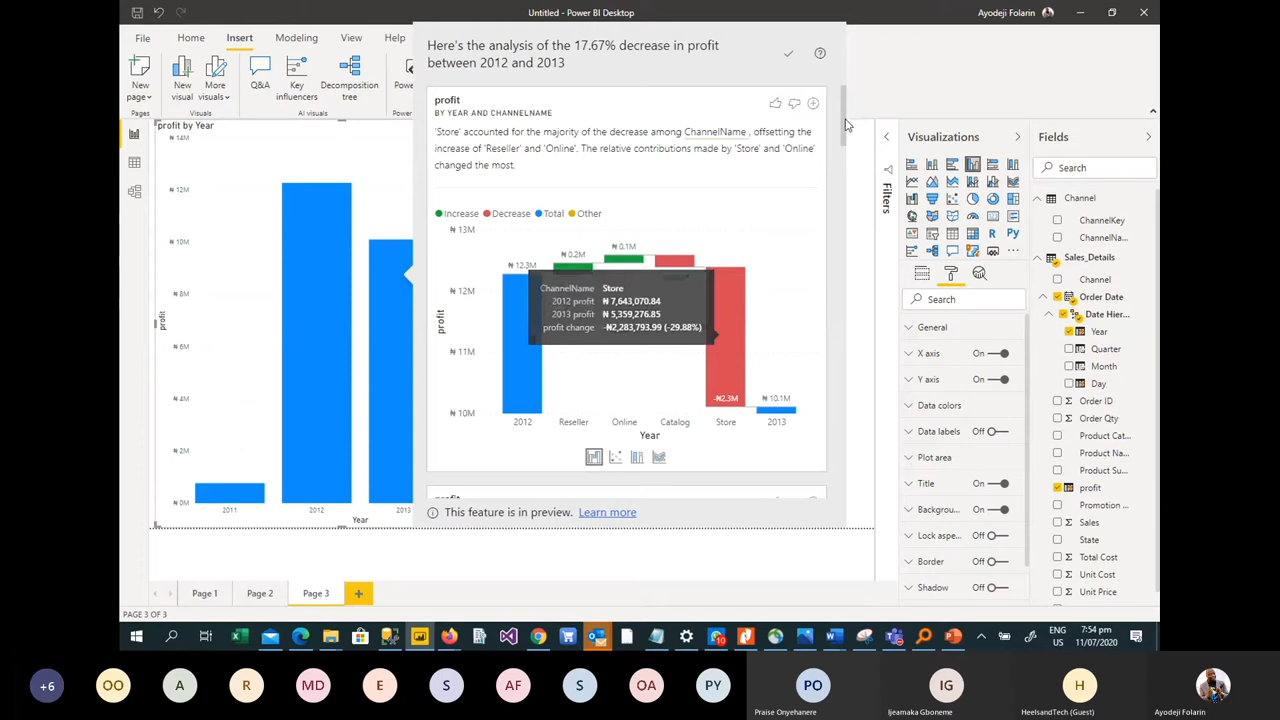 Untitled - Power BI Desktop
Ayodeji Folarin
File Home Insert Modeling View Help
New page
New visual
More visuals
Q&A
Key influencers
Decomposition tree
Pages
Visuals
AI visuals
profit by Year
₦ 14M
₦ 12M
₦ 10M
₦ 8M
₦ 6M
₦ 4M
₦ 2M
₦ 0M
profit
2011 2012 2013
Year
Here's the analysis of the 17.67% decrease in profit
between 2012 and 2013
profit
BY YEAR AND CHANNELNAME
'Store' accounted for the majority of the decrease among ChannelName , offsetting the
increase of 'Reseller' and 'Online'. The relative contributions made by 'Store' and 'Online'
changed the most.
Increase Decrease Total Other
₦ 13M
₦ 12M
₦ 11M
₦ 10M
profit
₦ 12.3M
₦ 0.2M
₦ 0.1M
-₦2.3M
₦ 10.1M
ChannelName Store
2012 profit ₦ 7,643,070.84
2013 profit ₦ 5,359,276.85
profit change -₦2,283,793.99 (-29.88%)
2012 Reseller Online Catalog Store 2013
Year
profit
This feature is in preview. Learn more
Filters
Visualizations
Search
General
X axis On
Y axis On
Data colors
Data labels Off
Plot area
Title On
Backgrou... On
Lock aspe... Off
Border Off
Shadow Off
Fields
Search
Channel
ChannelKey
ChannelNa...
Sales_Details
Channel
Order Date
Date Hier...
Year
Quarter
Month
Day
Order ID
Order Qty
Product Cat...
Product Na...
Product Su...
profit
Promotion ...
Sales
State
Total Cost
Unit Cost
Unit Price
Page 1 Page 2 Page 3
PAGE 3 OF 3
ENG
US
7:54 pm
11/07/2020
+6 OO A R MD E S AF S OA PY
PO
Praise Onyehanere
IG
Ijeamaka Gboneme
H
HeelsandTech (Guest)
Ayodeji Folarin